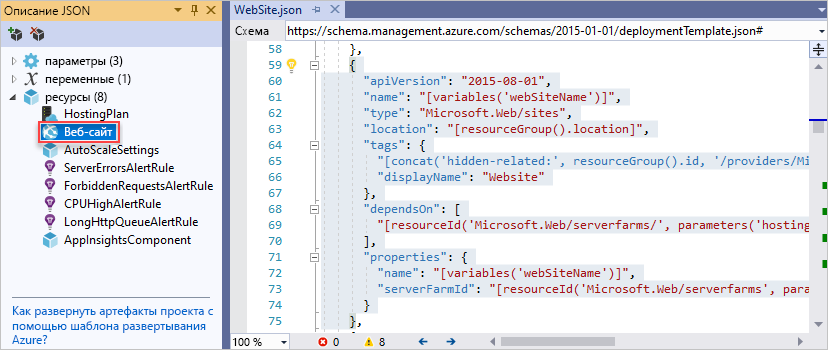 Описание JSON
параметры (3)
переменные (1)
ресурсы (8)
HostingPlan
Веб-сайт
AutoScaleSettings
ServerErrorsAlertRule
ForbiddenRequestsAlertRule
CPUHighAlertRule
LongHttpQueueAlertRule
AppInsightsComponent
Как развернуть артефакты проекта с
помощью шаблона развертывания
Azure?
WebSite.json
Схема https://schema.management.azure.com/schemas/2015-01-01/deploymentTemplate.json#
58 },
59 {
60 "apiVersion": "2015-08-01",
61 "name": "[variables('webSiteName')]",
62 "type": "Microsoft.Web/sites",
63 "location": "[resourceGroup().location]",
64 "tags": {
65 "[concat('hidden-related:', resourceGroup().id, '/providers/Mi
66 "displayName": "Website"
67 },
68 "dependsOn": [
69 "[resourceId('Microsoft.Web/serverfarms/', parameters('hosting
70 ],
71 "properties": {
72 "name": "[variables('webSiteName')]",
73 "serverFarmId": "[resourceId('Microsoft.Web/serverfarms', para
74 }
75 },
100 % 0 8